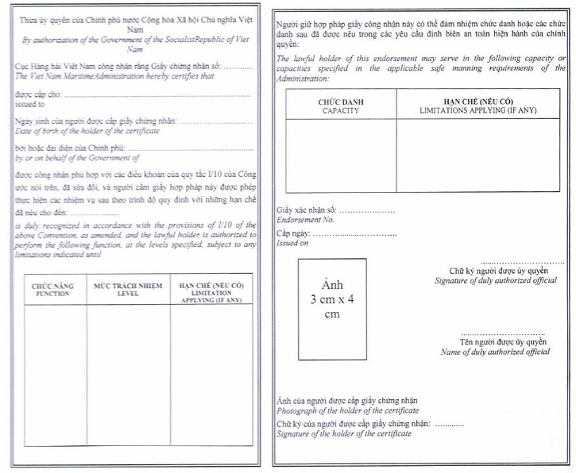 Thừa ủy quyền của Chính phủ nước Cộng hòa Xã hội Chủ nghĩa Việt
Nam
By authorization of the Government of the SocialistRepublic of Viet
Nam
Cục Hàng hải Việt Nam công nhận rằng Giấy chứng nhận số: ............
The Viet Nam MaritimeAdministration hereby certifies that
được cấp cho: ..............................................................
issued to
Ngày sinh của người được cấp giấy chứng nhận: ........................
Date of birth of the holder of the certificate
bởi hoặc đại diện của Chính phủ: ........................................
by or on behalf of the Government of
được công nhận phù hợp với các điều khoản của quy tắc I/10 của Công
ước nói trên, đã sửa đổi, và người cầm giấy hợp pháp này được phép
thực hiện các nhiệm vụ sau theo trình độ quy định với những hạn chế
đã nêu cho đến: ...............................................................
is duly recognized in accordance with the provisions of I/10 of the
above Convention, as amended, and the lawful holder is authorized to
perform the following function, at the levels specified, subject to any
limitations indicated until
CHỨC NĂNG
FUNCTION
MỨC TRÁCH NHIỆM
LEVEL
HẠN CHẾ (NẾU CÓ)
LIMITATION
APPLYING (IF ANY)
Người giữ hợp pháp giấy công nhận này có thể đảm nhiệm chức danh hoặc các chức
danh sau đã được nêu trong các yêu cầu định biên an toàn hiện hành của chính
quyền:
The lawful holder of this endorsement may serve in the following capacity or
capacities specified in the applicable safe manning requirements of the
Administration:
CHỨC DANH
CAPACITY
HẠN CHẾ (NẾU CÓ)
LIMITATIONS APPLYING (IF ANY)
Giấy xác nhận số: .....................
Endorsement No.
Cấp ngày: ..........................
Issued on
Ảnh
3 cm x 4
cm
..........................
Chữ ký người được ủy quyền
Signature of duly authorized official
..........................
Tên người được ủy quyền
Name of duly authorized official
Ảnh của người được cấp giấy chứng nhận
Photograph of the holder of the certificate
Chữ ký của người được cấp giấy chứng nhận: ............
Signature of the holder of the certificate